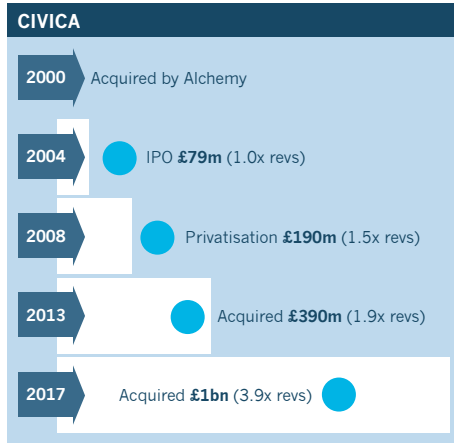 CIVICA
2000 Acquired by Alchemy
2004 IPO £79m (1.0x revs)
2008 Privatisation £190m (1.5x revs)
2013 Acquired £390m (1.9x revs)
2017 Acquired £1bn (3.9x revs)